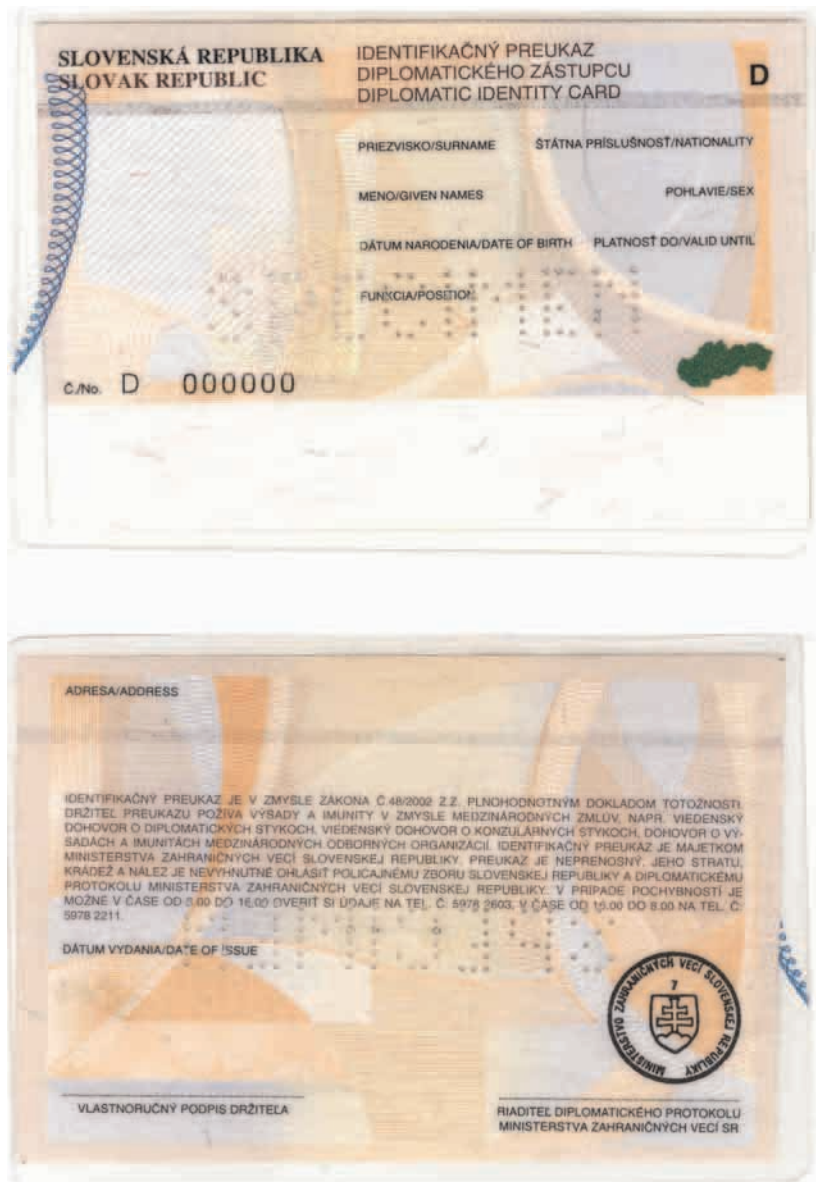 SLOVENSKÁ REPUBLIKA
SLOVAK REPUBLIC
IDENTIFIKAČNÝ PREUKAZ
DIPLOMATICKÉHO ZÁSTUPCU
DIPLOMATIC IDENTITY CARD
D
PRIEZVISKO/SURNAME
ŠTÁTNA PRÍSLUŠNOSŤ/NATIONALITY
MENO/GIVEN NAMES
POHLAVIE/SEX
DÁTUM NARODENIA/DATE OF BIRTH
PLATNOSŤ DO/VALID UNTIL
FUNKCIA/POSITION
Č./No. D 000000
ADRESA/ADDRESS
IDENTIFIKAČNÝ PREUKAZ JE V ZMYSLE ZÁKONA Č.48/2002 Z.Z. PLNOHODNOTNÝM DOKLADOM TOTOŽNOSTI.
DRŽITEĽ PREUKAZU POŽÍVA VÝSADY A IMUNITY V ZMYSLE MEDZINÁRODNÝCH ZMLÚV, NAPR. VIEDENSKÝ
DOHOVOR O DIPLOMATICKÝCH STYKOCH, VIEDENSKÝ DOHOVOR O KONZULÁRNYCH STYKOCH, DOHOVOR O VÝ-
SADÁCH A IMUNITÁCH MEDZINÁRODNÝCH ODBORNÝCH ORGANIZÁCIÍ. IDENTIFIKAČNÝ PREUKAZ JE MAJETKOM
MINISTERSTVA ZAHRANIČNÝCH VECÍ SLOVENSKEJ REPUBLIKY. PREUKAZ JE NEPRENOSNÝ. JEHO STRATU,
KRÁDEŽ A NÁLEZ JE NEVYHNUTNÉ OHLÁSIŤ POLICAJNÉMU ZBORU SLOVENSKEJ REPUBLIKY A DIPLOMATICKÉMU
PROTOKOLU MINISTERSTVA ZAHRANIČNÝCH VECÍ SLOVENSKEJ REPUBLIKY. V PRÍPADE POCHYBNOSTÍ JE
MOŽNÉ V ČASE OD 8.00 DO 16.00 OVERIŤ SI ÚDAJE NA TEL. Č. 5978 2603, V ČASE OD 16.00 DO 8.00 NA TEL. Č.
5978 2211.
DÁTUM VYDANIA/DATE OF ISSUE
MINISTERSTVO ZAHRANIČNÝCH VECÍ SLOVENSKEJ REPUBLIKY
7
VLASTNORUČNÝ PODPIS DRŽITEĽA
RIADITEĽ DIPLOMATICKÉHO PROTOKOLU
MINISTERSTVA ZAHRANIČNÝCH VECÍ SR